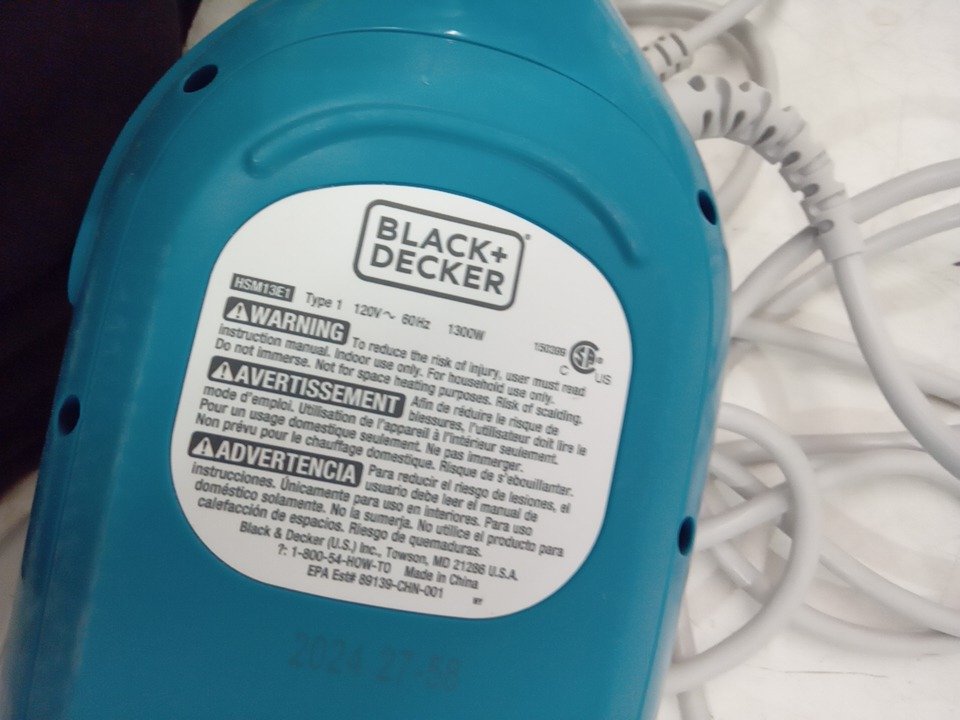 BLACK+
DECKER®
HSM13E1 Type 1 120V~ 60Hz 1300W
150389
C US
WARNING To reduce the risk of injury, user must read
instruction manual. Indoor use only. For household use only.
Do not immerse. Not for space heating purposes. Risk of scalding.
AVERTISSEMENT Afin de réduire le risque de
blessures, l'utilisateur doit lire le
mode d'emploi. Utilisation de l'appareil à l'intérieur seulement.
Pour un usage domestique seulement. Ne pas immerger.
Non prévu pour le chauffage domestique. Risque de s'ebouillanter.
ADVERTENCIA Para reducir el riesgo de lesiones, el
usuario debe leer el manual de
instrucciones. Únicamente para uso en interiores. Para uso
doméstico solamente. No la sumerja. No utilice el producto para
calefacción de espacios. Riesgo de quemaduras.
Black & Decker (U.S.) Inc., Towson, MD 21286 U.S.A.
?: 1-800-54-HOW-TO Made in China
EPA Est# 89139-CHN-001
2024 27-58